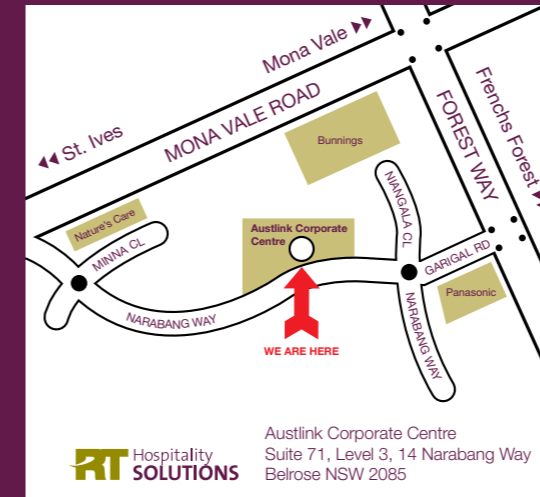 Mona Vale
St. Ives
MONA VALE ROAD
FOREST WAY
Frenchs Forest
Bunnings
Nature's Care
MINNA CL
Austlink Corporate
Centre
NIANGALA CL
GARIGAL RD
Panasonic
NARABANG WAY
NARABANG WAY
WE ARE HERE
RT Hospitality
SOLUTIONS
Austlink Corporate Centre
Suite 71, Level 3, 14 Narabang Way
Belrose NSW 2085